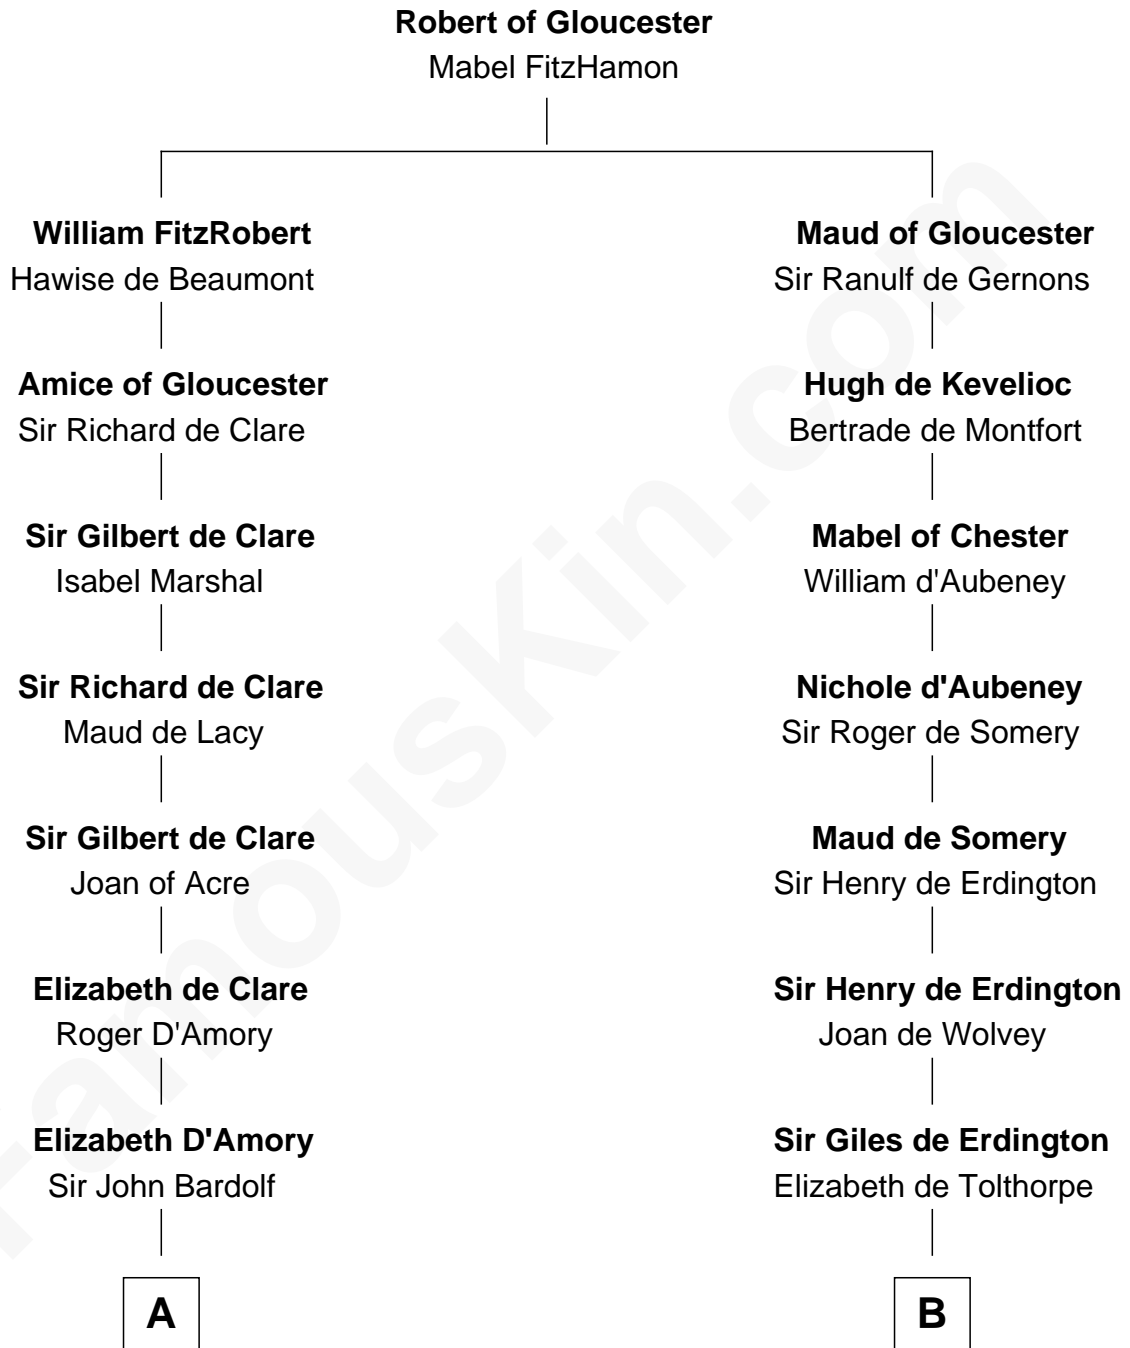 Robert of Gloucester
Mabel FitzHamon
William FitzRobert
Hawise de Beaumont
Maud of Gloucester
Sir Ranulf de Gernons
Amice of Gloucester
Sir Richard de Clare
Hugh de Kevelioc
Bertrade de Montfort
Sir Gilbert de Clare
Isabel Marshal
Mabel of Chester
William d'Aubeney
Sir Richard de Clare
Maud de Lacy
Nichole d'Aubeney
Sir Roger de Somery
Sir Gilbert de Clare
Joan of Acre
Maud de Somery
Sir Henry de Erdington
Elizabeth de Clare
Roger D'Amory
Sir Henry de Erdington
Joan de Wolvey
Elizabeth D'Amory
Sir John Bardolf
Sir Giles de Erdington
Elizabeth de Tolthorpe
A
B
FamousKin.com